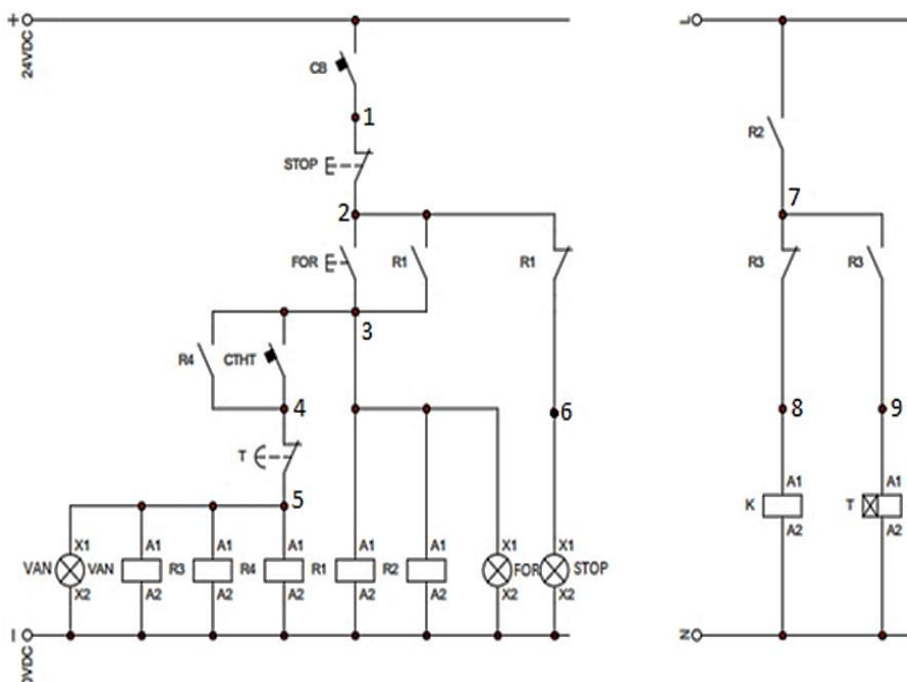 +
24VDC
L
CB
1
R2
STOP
2
7
FOR
R1
R1
R3
R3
3
R4
CTHT
4
6
8
9
T
5
X1
A1
A1
A1
A1
A1
X1
X1
A1
A1
K
T
A2
A2
VAN
VAN
R3
R4
R1
R2
FOR
STOP
X2
A2
A2
A2
A2
A2
X2
X2
0VDC
N